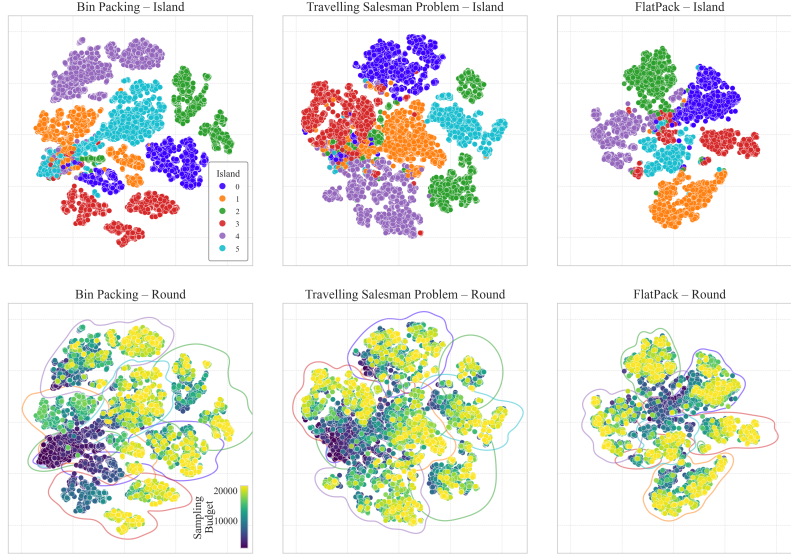 Bin Packing – Island
Travelling Salesman Problem – Island
FlatPack – Island
Island
0
1
2
3
4
5
Bin Packing – Round
Travelling Salesman Problem – Round
FlatPack – Round
Sampling
Budget
20000
10000